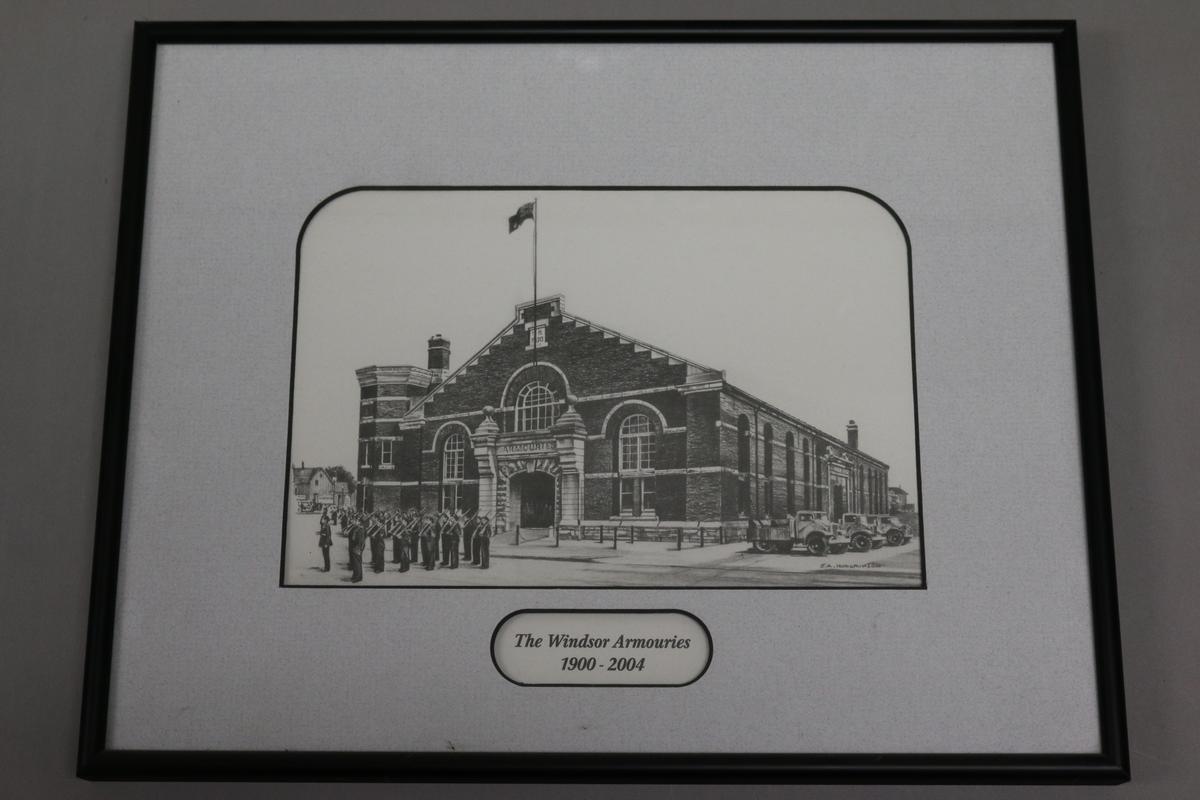 ARMOURIES
The Windsor Armouries
1900 - 2004